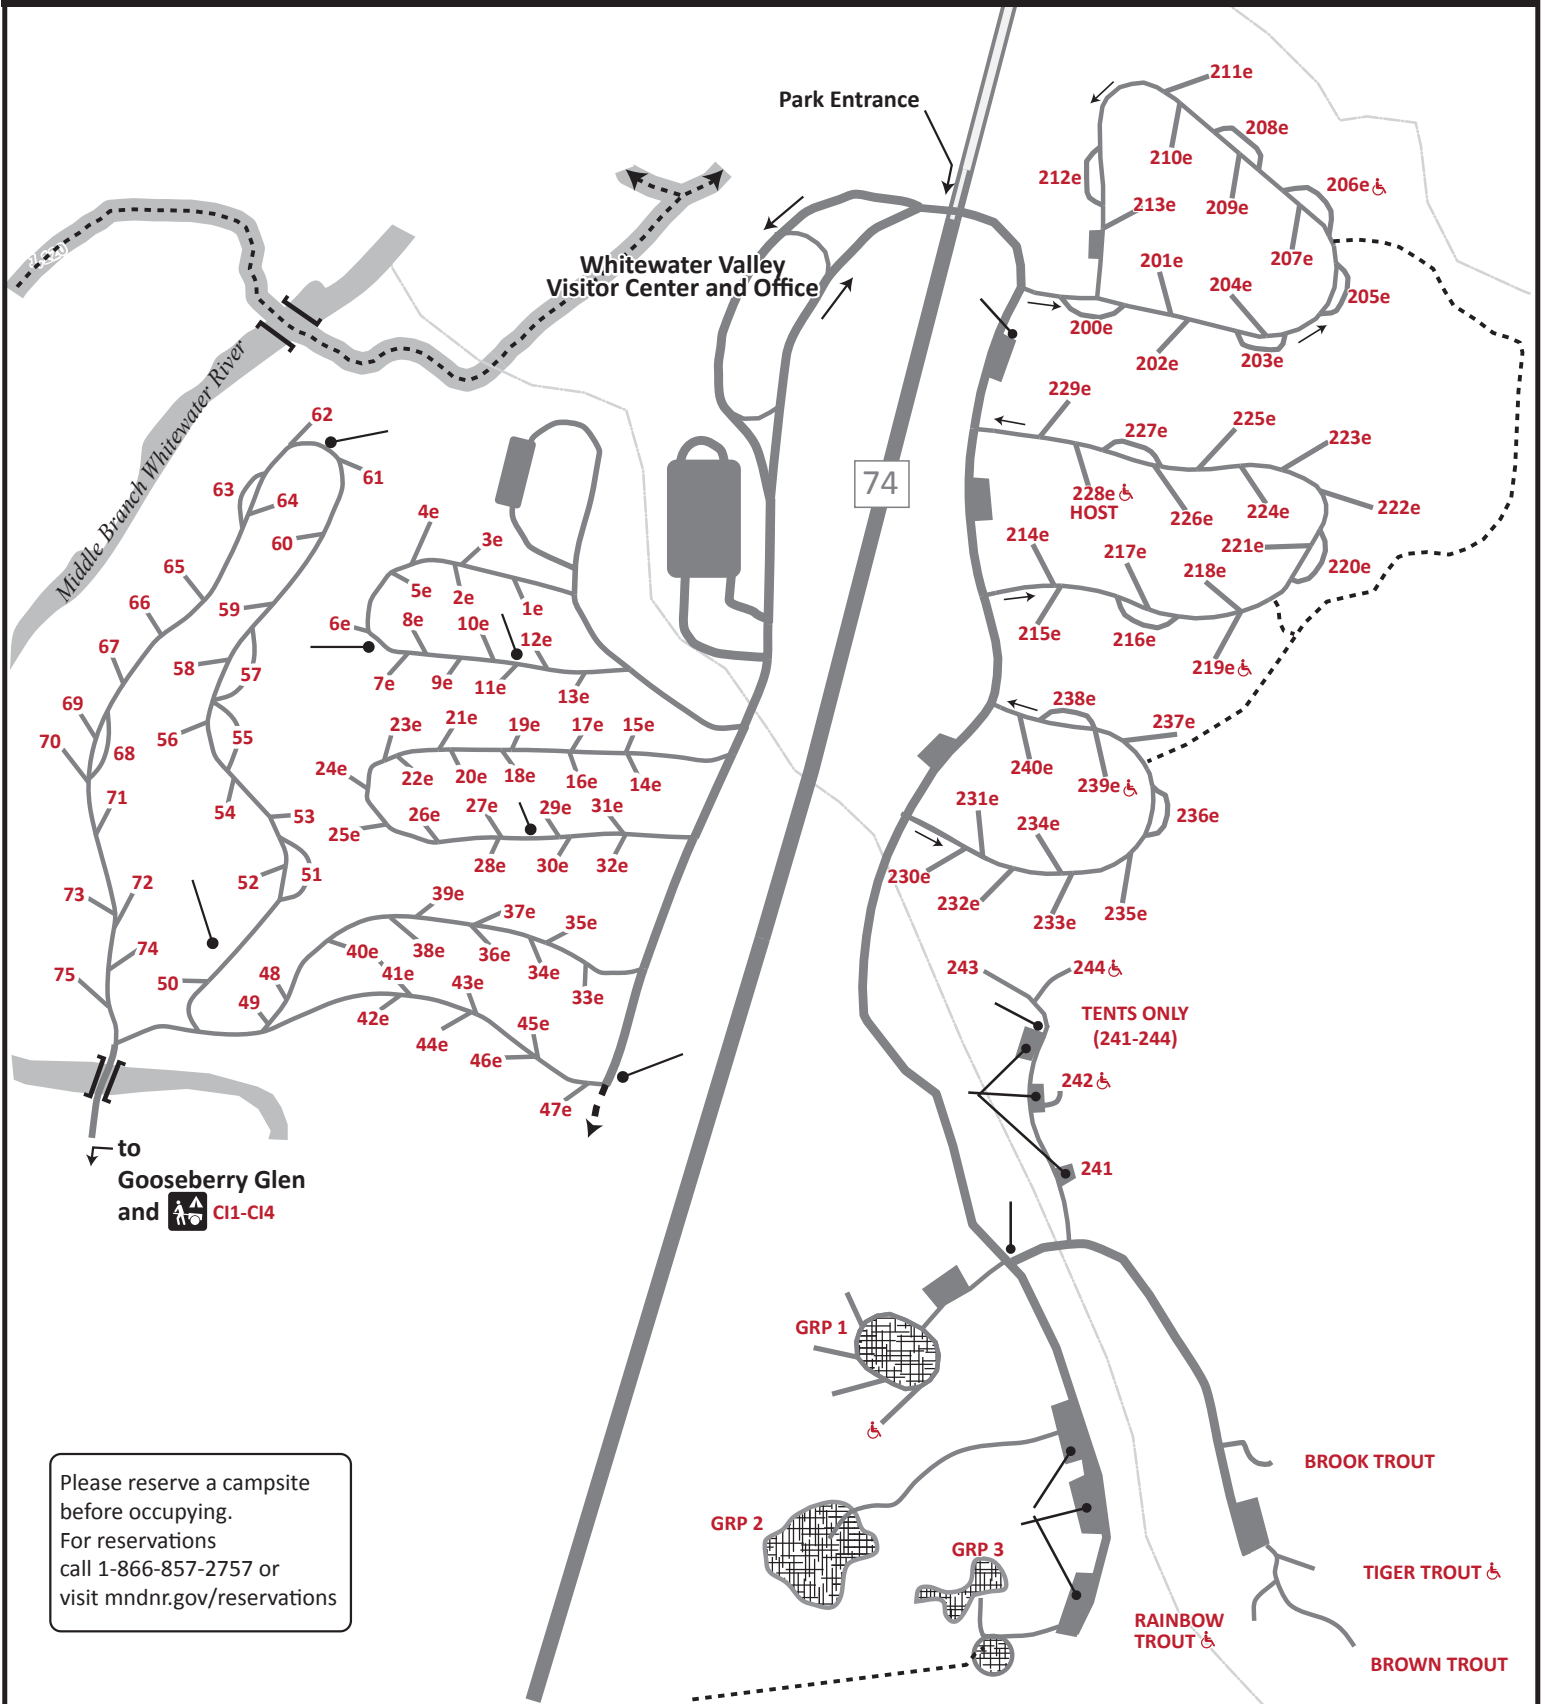 Park Entrance
211e
208e
210e
212e
206e
213e
209e
201e
207e
204e
205e
200e
202e
203e
Whitewater Valley
Visitor Center and Office
Middle Branch Whitewater River
74
229e
227e
225e
223e
228e
HOST
226e
224e
222e
214e
217e
221e
218e
220e
215e
216e
219e
238e
237e
240e
239e
231e
234e
236e
230e
232e
233e
235e
62
61
63
64
60
65
66
59
67
58
57
69
70
68
56
55
71
54
53
72
73
52
51
74
75
50
48
49
4e
3e
5e
2e
1e
6e
8e
10e
12e
7e
9e
11e
13e
23e
21e
19e
17e
15e
24e
22e
20e
18e
16e
14e
27e
29e
31e
26e
25e
28e
30e
32e
39e
37e
35e
40e
38e
36e
34e
33e
41e
43e
42e
45e
44e
46e
47e
243
244
TENTS ONLY
(241-244)
242
241
to
Gooseberry Glen
and CI1-CI4
GRP 1
GRP 2
GRP 3
BROOK TROUT
TIGER TROUT
RAINBOW
TROUT
BROWN TROUT
Please reserve a campsite
before occupying.
For reservations
call 1-866-857-2757 or
visit mndnr.gov/reservations